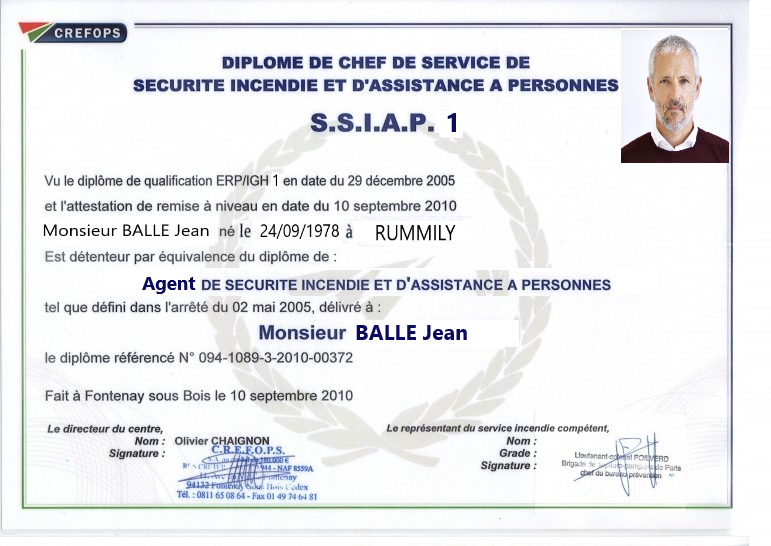 CREFOPS
DIPLOME DE CHEF DE SERVICE DE
SECURITE INCENDIE ET D'ASSISTANCE A PERSONNES
S.S.I.A.P. 1
Vu le diplôme de qualification ERP/IGH 1 en date du 29 décembre 2005
et l'attestation de remise à niveau en date du 10 septembre 2010
Monsieur BALLE Jean né le 24/09/1978 à RUMMILY
Est détenteur par équivalence du diplôme de :
Agent DE SECURITE INCENDIE ET D'ASSISTANCE A PERSONNES
tel que défini dans l'arrêté du 02 mai 2005, délivré à :
Monsieur BALLE Jean
le diplôme référencé N° 094-1089-3-2010-00372
Fait à Fontenay sous Bois le 10 septembre 2010
Le directeur du centre,
Nom : Olivier CHAIGNON
Signature :
C.R.E.F.O.P.S.
944 - NAF 8559A
94132 Fontenay Sous Bois Cedex
Tél. : 0811 65 08 64 - Fax 01 49 74 64 81
Le représentant du service incendie compétent,
Nom :
Grade :
Signature :
Lieutenant-colonel POILVERD
Brigade de sapeurs-pompiers de Paris
chef du bureau prévention